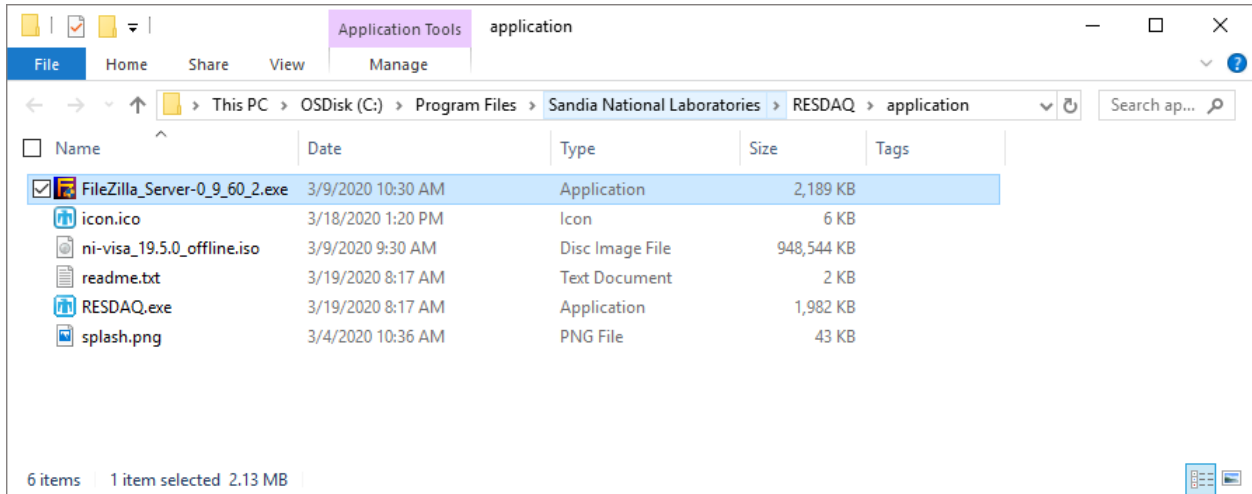 Application Tools application
File Home Share View Manage
This PC > OSDisk (C:) > Program Files > Sandia National Laboratories > RESDAQ > application Search ap...
Name Date Type Size Tags
FileZilla_Server-0_9_60_2.exe 3/9/2020 10:30 AM Application 2,189 KB
icon.ico 3/18/2020 1:20 PM Icon 6 KB
ni-visa_19.5.0_offline.iso 3/9/2020 9:30 AM Disc Image File 948,544 KB
readme.txt 3/19/2020 8:17 AM Text Document 2 KB
RESDAQ.exe 3/19/2020 8:17 AM Application 1,982 KB
splash.png 3/4/2020 10:36 AM PNG File 43 KB
6 items 1 item selected 2.13 MB